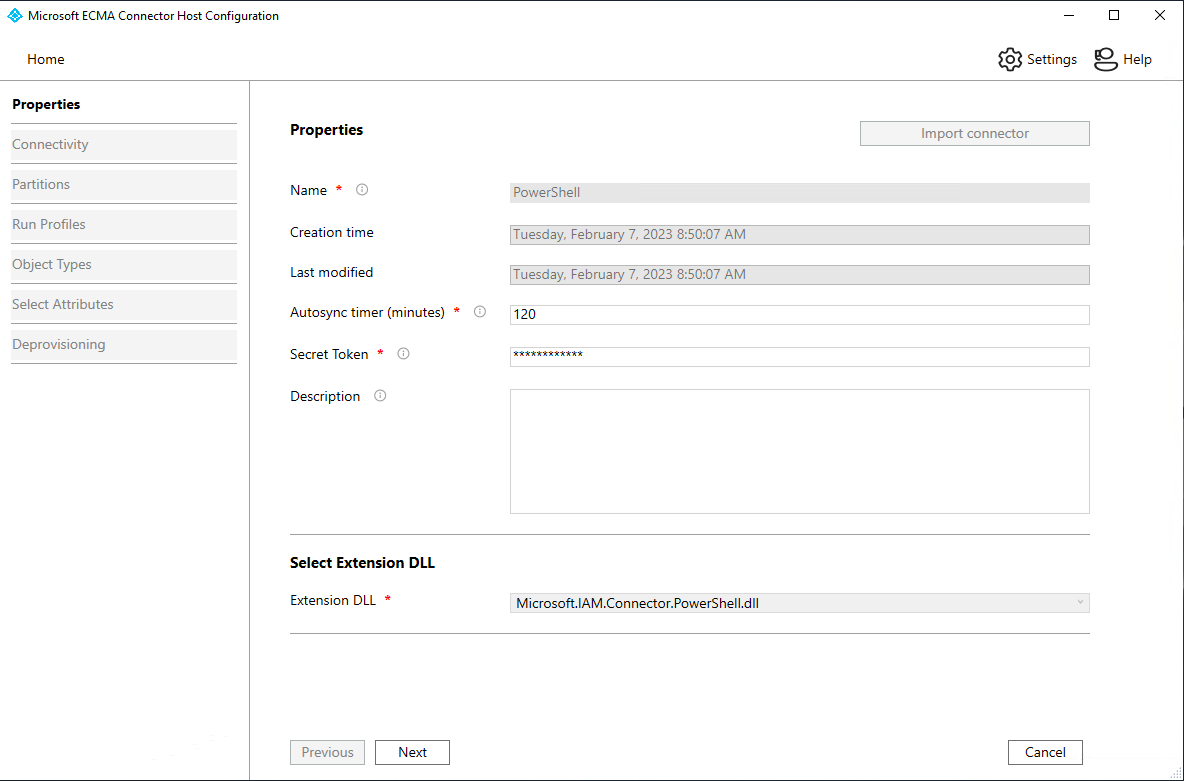 Microsoft ECMA Connector Host Configuration
Home
Settings
Help
Properties
Connectivity
Partitions
Run Profiles
Object Types
Select Attributes
Deprovisioning
Properties
Import connector
Name *
PowerShell
Creation time
Tuesday, February 7, 2023 8:50:07 AM
Last modified
Tuesday, February 7, 2023 8:50:07 AM
Autosync timer (minutes) *
120
Secret Token *
************
Description
Select Extension DLL
Extension DLL *
Microsoft.IAM.Connector.PowerShell.dll
Previous
Next
Cancel